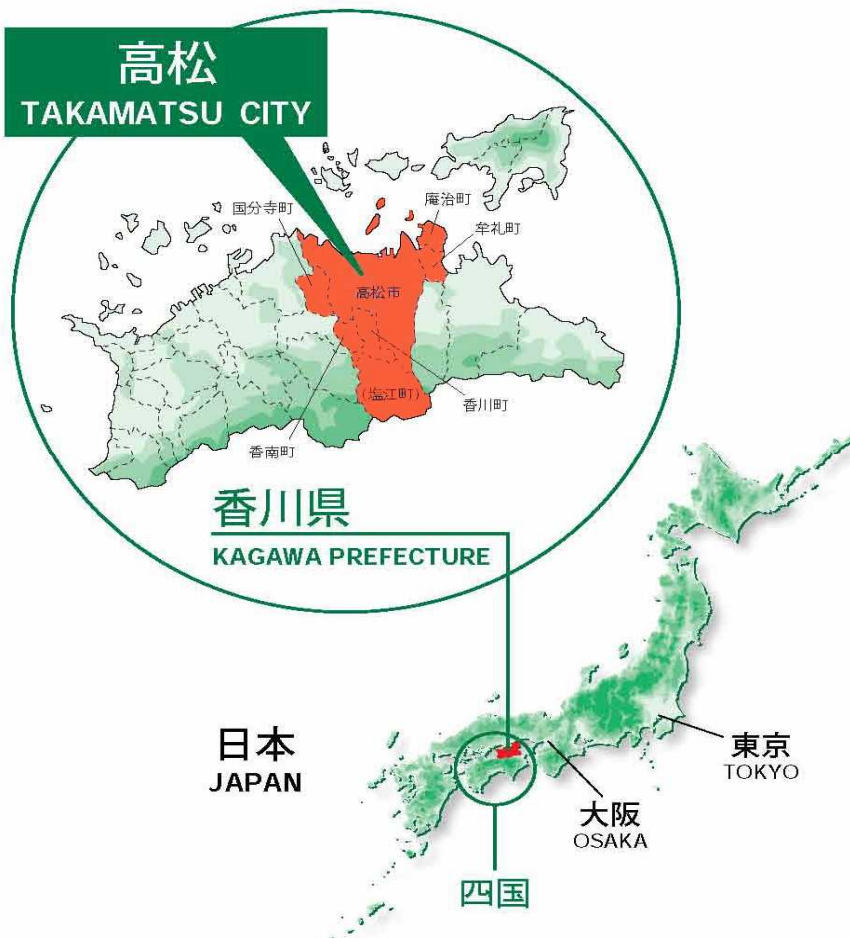 高松
TAKAMATSU CITY
国分寺町
庵治町
牟礼町
高松市
(塩江町)
香川町
香南町
香川県
KAGAWA PREFECTURE
日本
JAPAN
東京
TOKYO
大阪
OSAKA
四国